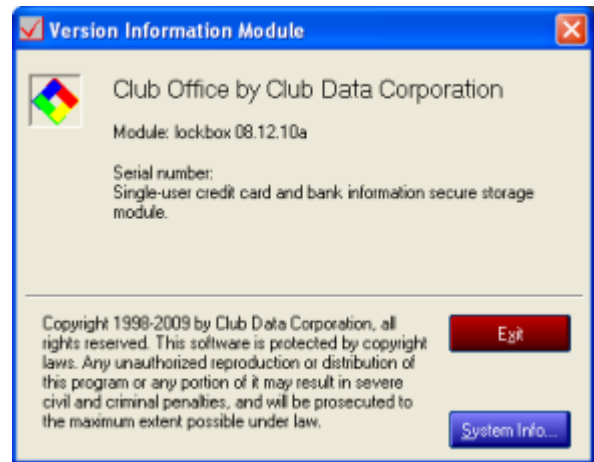 Version Information Module
Club Office by Club Data Corporation
Module: lockbox 08.12.10a
Serial number:
Single-user credit card and bank information secure storage
module.
Copyright 1998-2009 by Club Data Corporation, all
rights reserved. This software is protected by copyright
laws. Any unauthorized reproduction or distribution of
this program or any portion of it may result in severe
civil and criminal penalties, and will be prosecuted to
the maximum extent possible under law.
Exit
System Info...